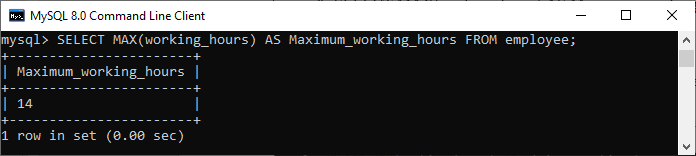 MySQL 8.0 Command Line Client
mysql> SELECT MAX(working_hours) AS Maximum_working_hours FROM employee;
+-----------------------+
| Maximum_working_hours |
+-----------------------+
| 14                    |
+-----------------------+
1 row in set (0.00 sec)